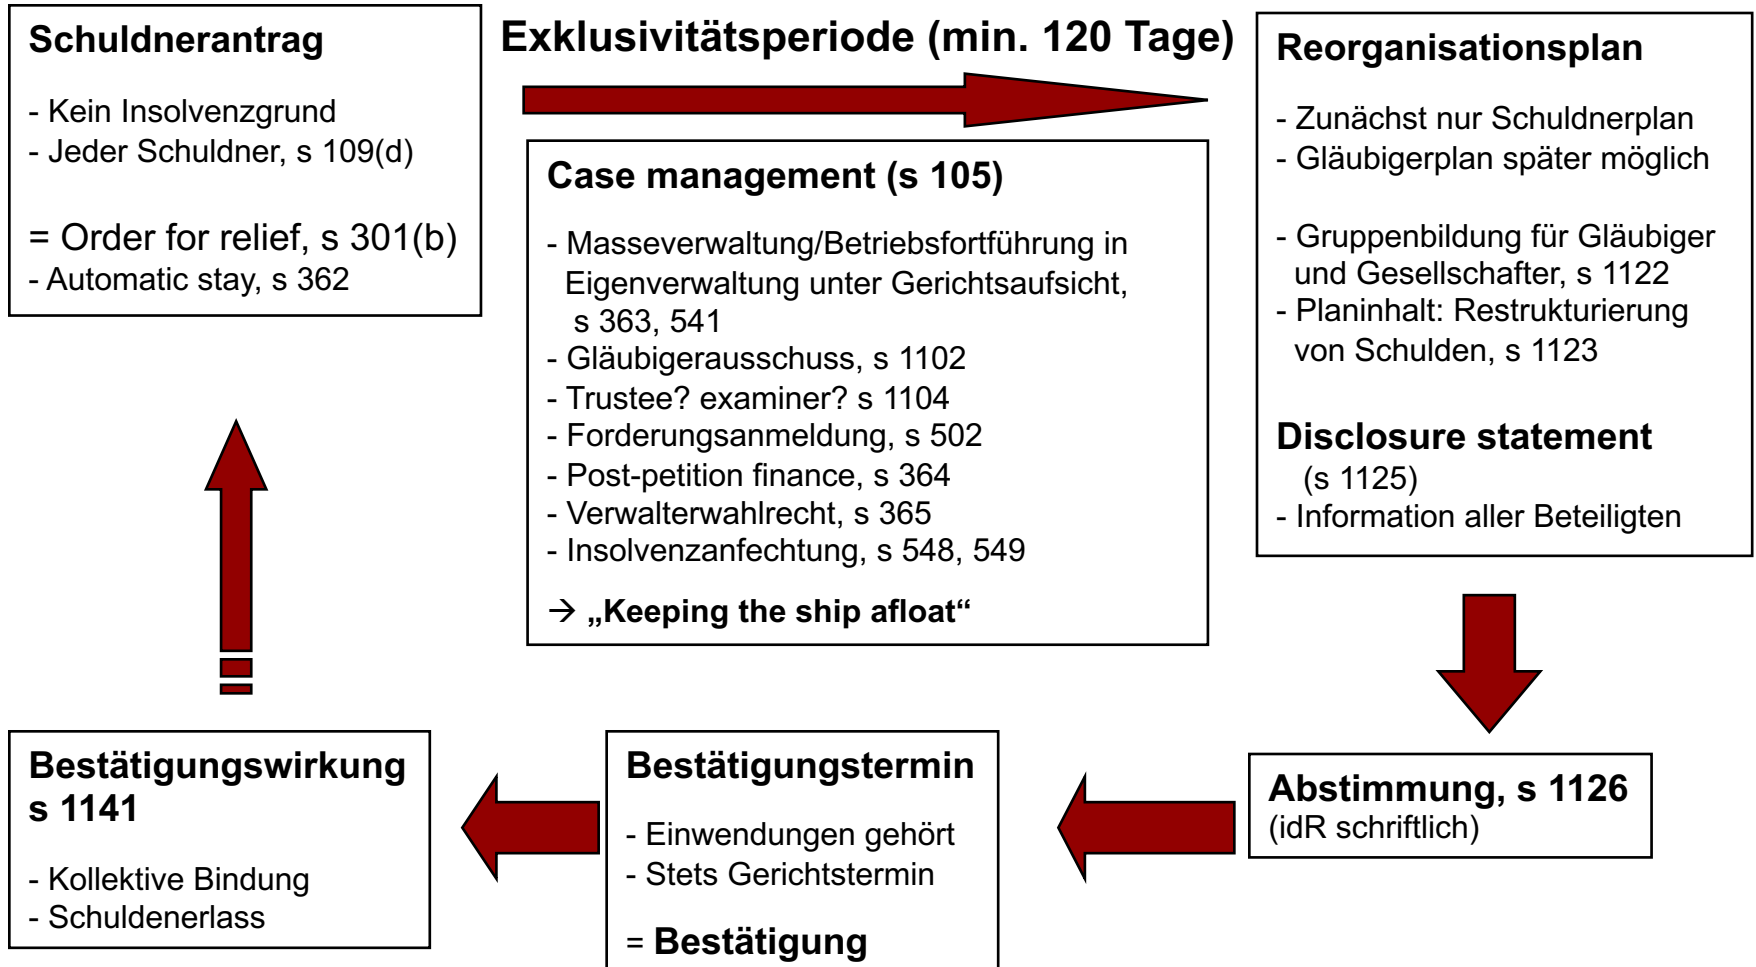 Schuldnerantrag
- Kein Insolvenzgrund
- Jeder Schuldner, s 109(d)
= Order for relief, s 301(b)
- Automatic stay, s 362
Exklusivitätsperiode (min. 120 Tage)
Case management (s 105)
- Masseverwaltung/Betriebsfortführung in
Eigenverwaltung unter Gerichtsaufsicht,
s 363, 541
- Gläubigerausschuss, s 1102
- Trustee? examiner? s 1104
- Forderungsanmeldung, s 502
- Post-petition finance, s 364
- Verwalterwahlrecht, s 365
- Insolvenzanfechtung, s 548, 549
→ „Keeping the ship afloat“
Reorganisationsplan
- Zunächst nur Schuldnerplan
- Gläubigerplan später möglich
- Gruppenbildung für Gläubiger
und Gesellschafter, s 1122
- Planinhalt: Restrukturierung
von Schulden, s 1123
Disclosure statement
(s 1125)
- Information aller Beteiligten
Abstimmung, s 1126
(idR schriftlich)
Bestätigungstermin
- Einwendungen gehört
- Stets Gerichtstermin
= Bestätigung
Bestätigungswirkung
s 1141
- Kollektive Bindung
- Schuldenerlass